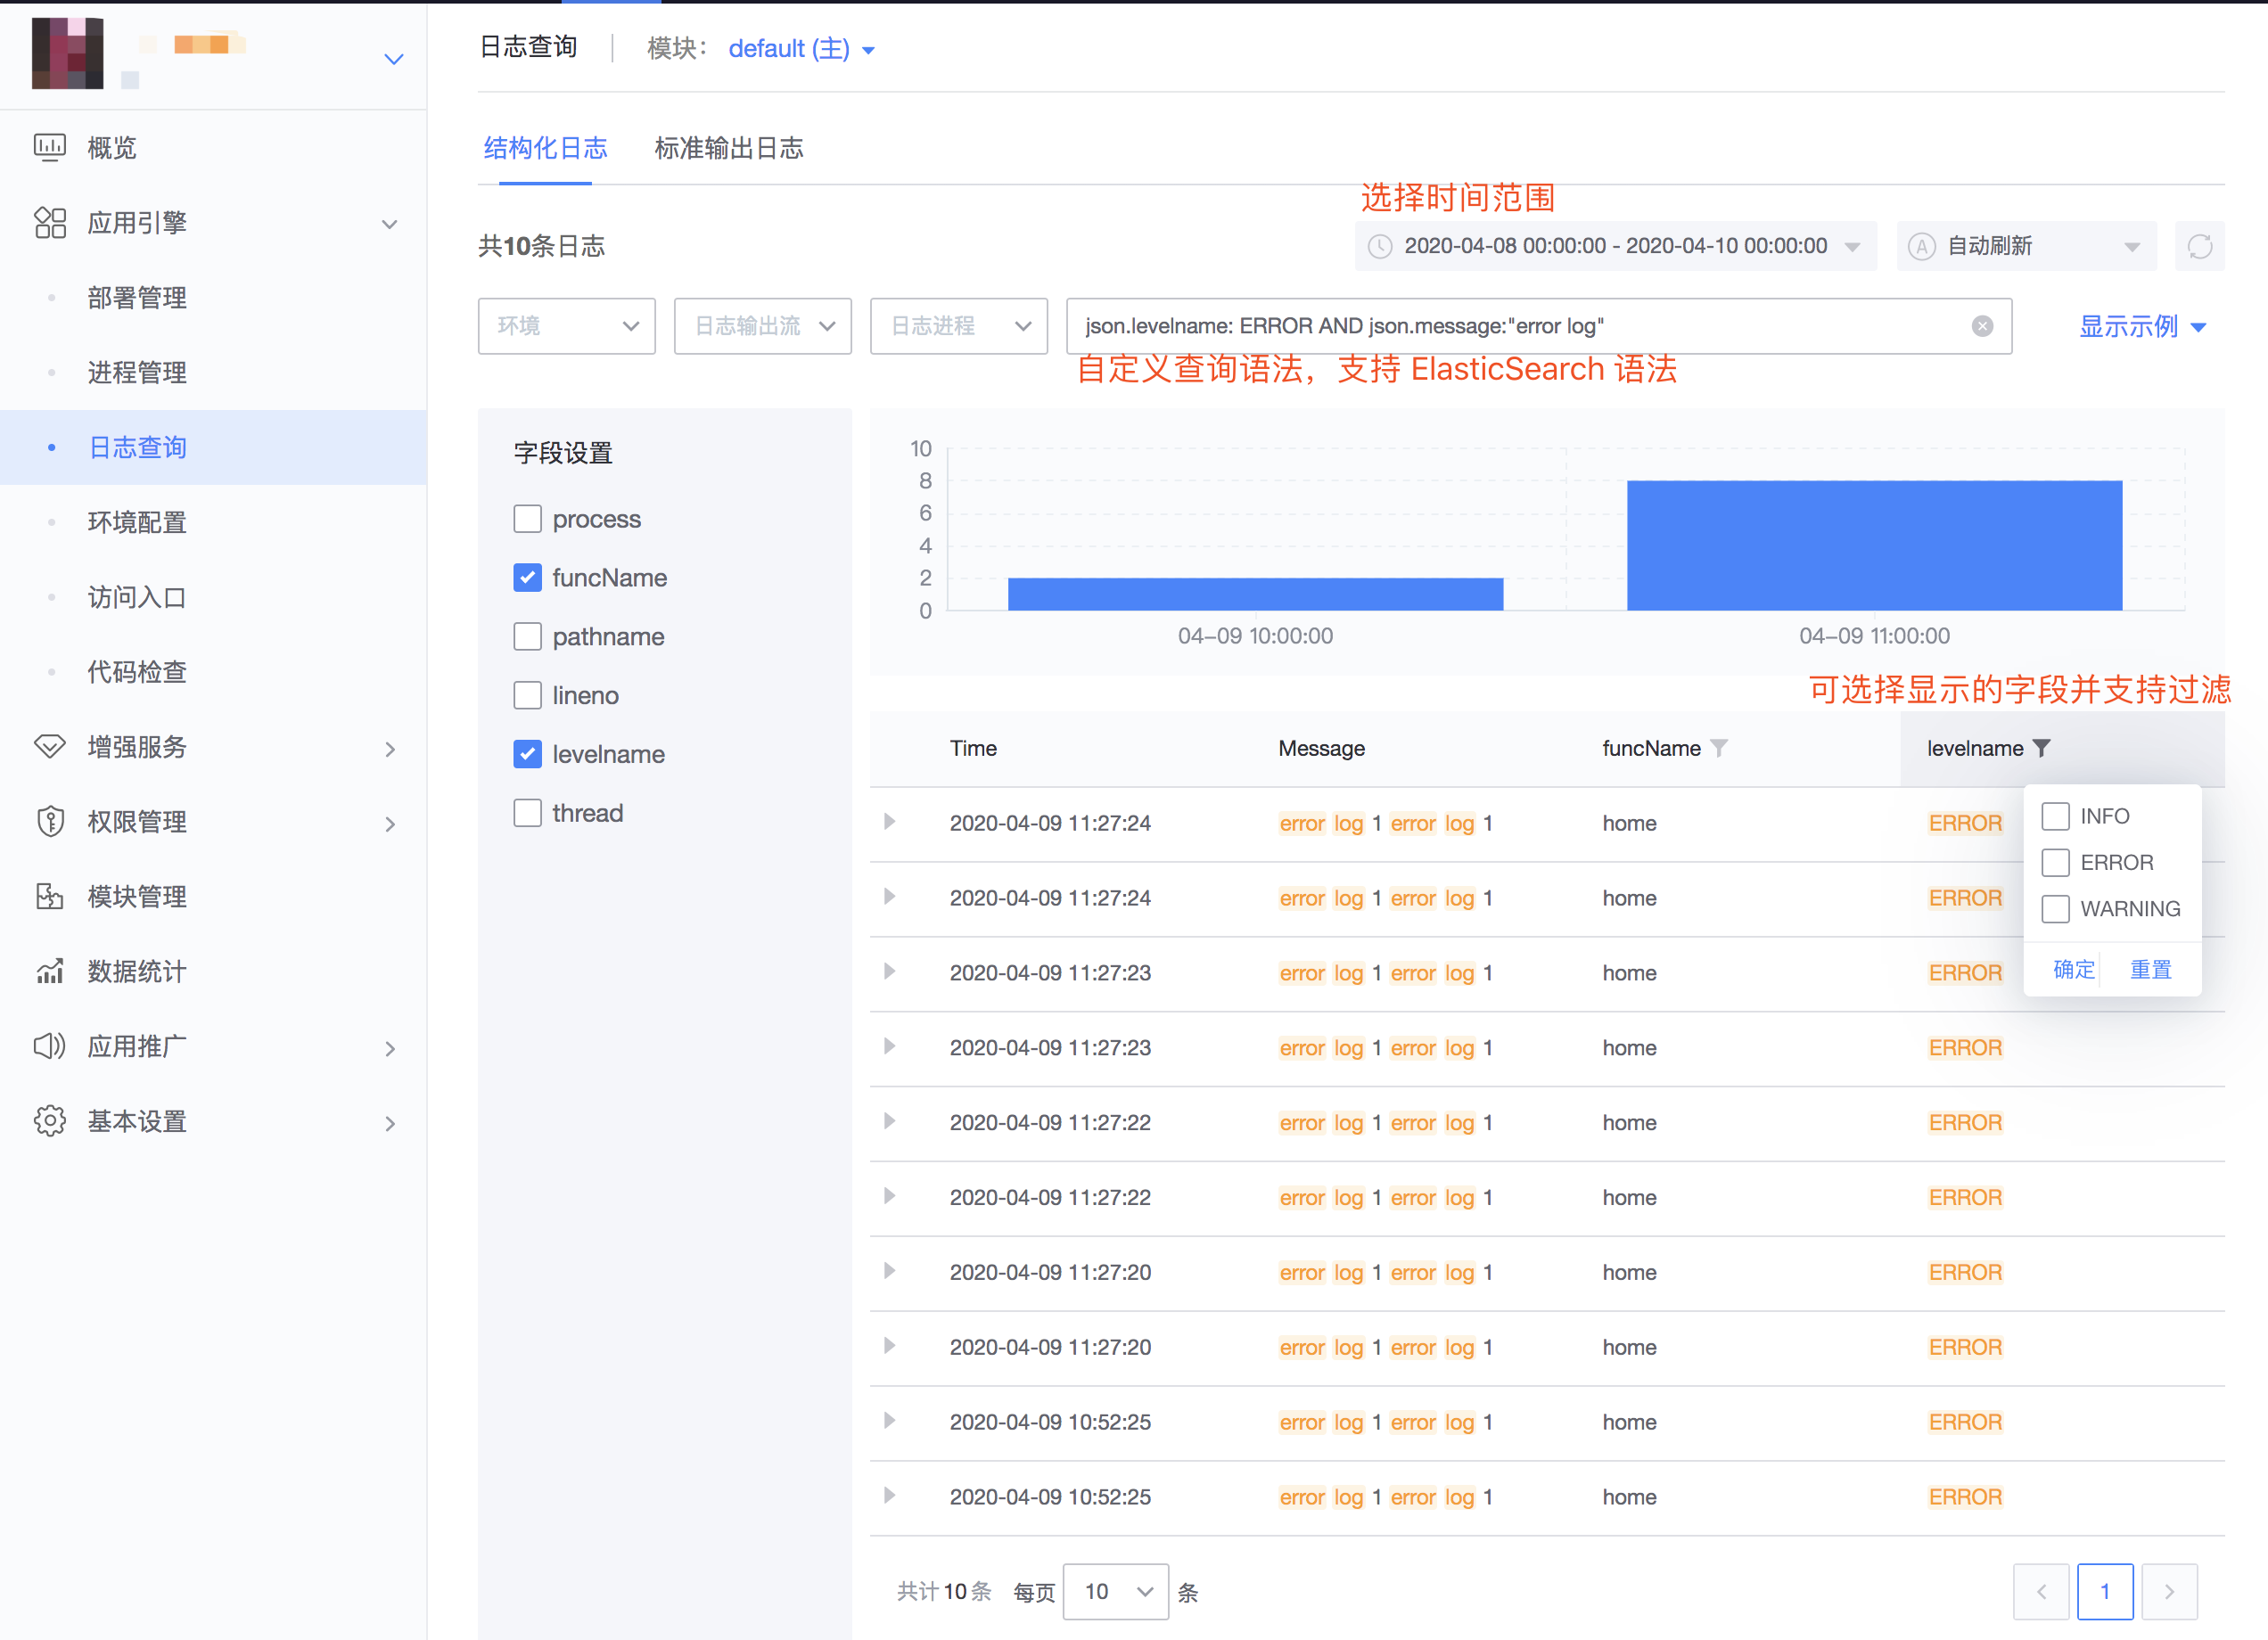 日志查询
模块： default (主)
概览
应用引擎
部署管理
进程管理
日志查询
环境配置
访问入口
代码检查
增强服务
权限管理
模块管理
数据统计
应用推广
基本设置
结构化日志 标准输出日志
选择时间范围
共10条日志
2020-04-08 00:00:00 - 2020-04-10 00:00:00
A 自动刷新
环境 日志输出流 日志进程
json.levelname: ERROR AND json.message:"error log"
显示示例
自定义查询语法，支持 ElasticSearch 语法
字段设置
process
funcName
pathname
lineno
levelname
thread
10
8
6
4
2
0
04-09 10:00:00 04-09 11:00:00
可选择显示的字段并支持过滤
Time Message funcName levelname
2020-04-09 11:27:24 error log 1 error log 1 home ERROR
2020-04-09 11:27:24 error log 1 error log 1 home ERROR
2020-04-09 11:27:23 error log 1 error log 1 home ERROR
2020-04-09 11:27:23 error log 1 error log 1 home ERROR
2020-04-09 11:27:22 error log 1 error log 1 home ERROR
2020-04-09 11:27:22 error log 1 error log 1 home ERROR
2020-04-09 11:27:20 error log 1 error log 1 home ERROR
2020-04-09 11:27:20 error log 1 error log 1 home ERROR
2020-04-09 10:52:25 error log 1 error log 1 home ERROR
2020-04-09 10:52:25 error log 1 error log 1 home ERROR
INFO
ERROR
WARNING
确定 重置
共计10条 每页 10 条
1